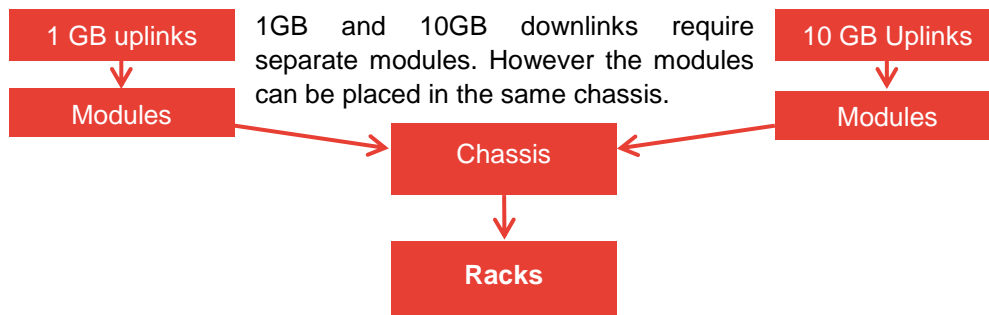 1 GB uplinks
1GB and 10GB downlinks require
separate modules. However the modules
can be placed in the same chassis.
10 GB Uplinks
Modules
Modules
Chassis
Racks